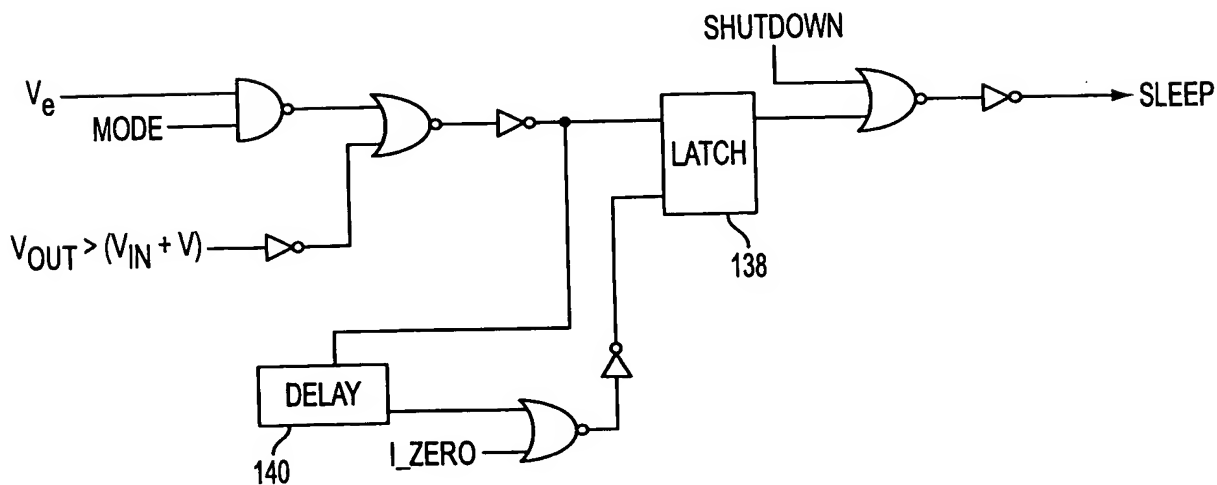 SHUTDOWN
Ve
MODE
LATCH
SLEEP
VOUT > (VIN + V)
138
DELAY
I_ZERO
140